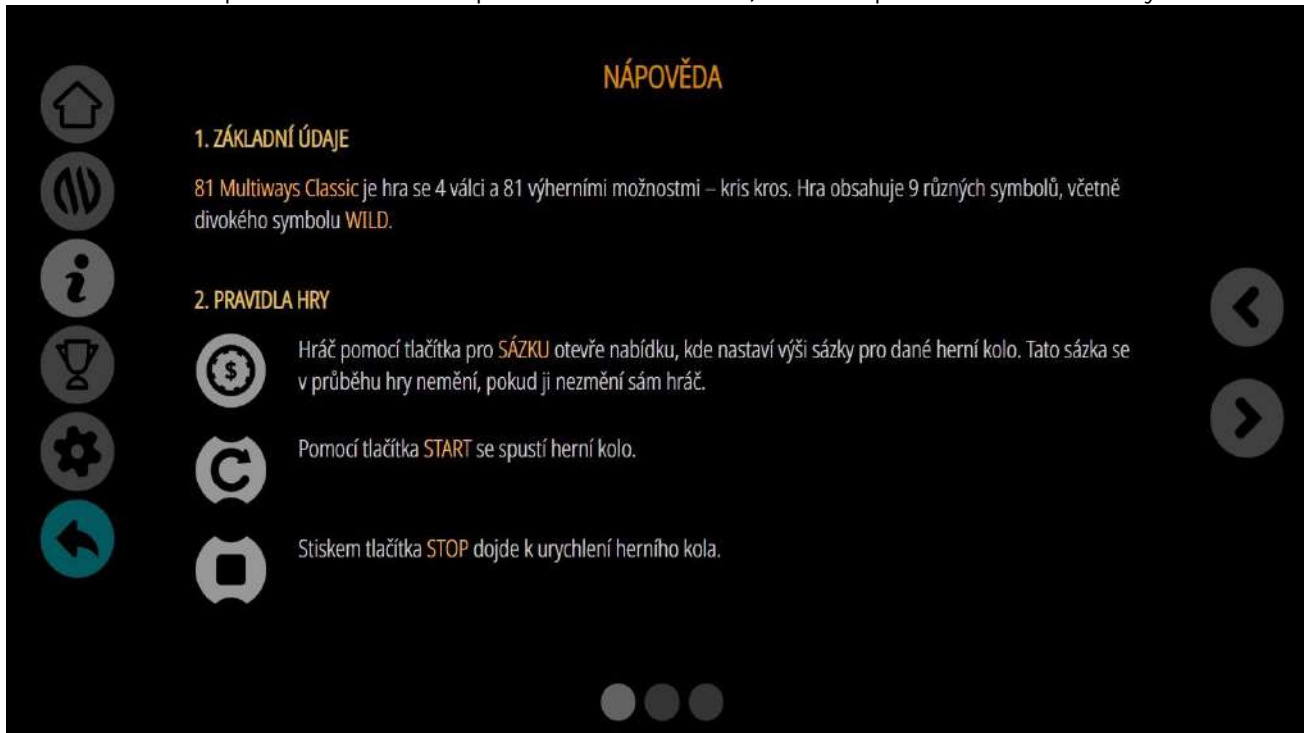 NÁPOVĚDA
1. ZÁKLADNÍ ÚDAJE
81 Multiways Classic je hra se 4 válci a 81 výherními možnostmi – kris kros. Hra obsahuje 9 různých symbolů, včetně
divokého symbolu WILD.
2. PRAVIDLA HRY
Hráč pomocí tlačítka pro SÁZKU otevře nabídku, kde nastaví výši sázky pro dané herní kolo. Tato sázka se
v průběhu hry nemění, pokud ji nezmění sám hráč.
Pomocí tlačítka START se spustí herní kolo.
Stiskem tlačítka STOP dojde k urychlení herního kola.